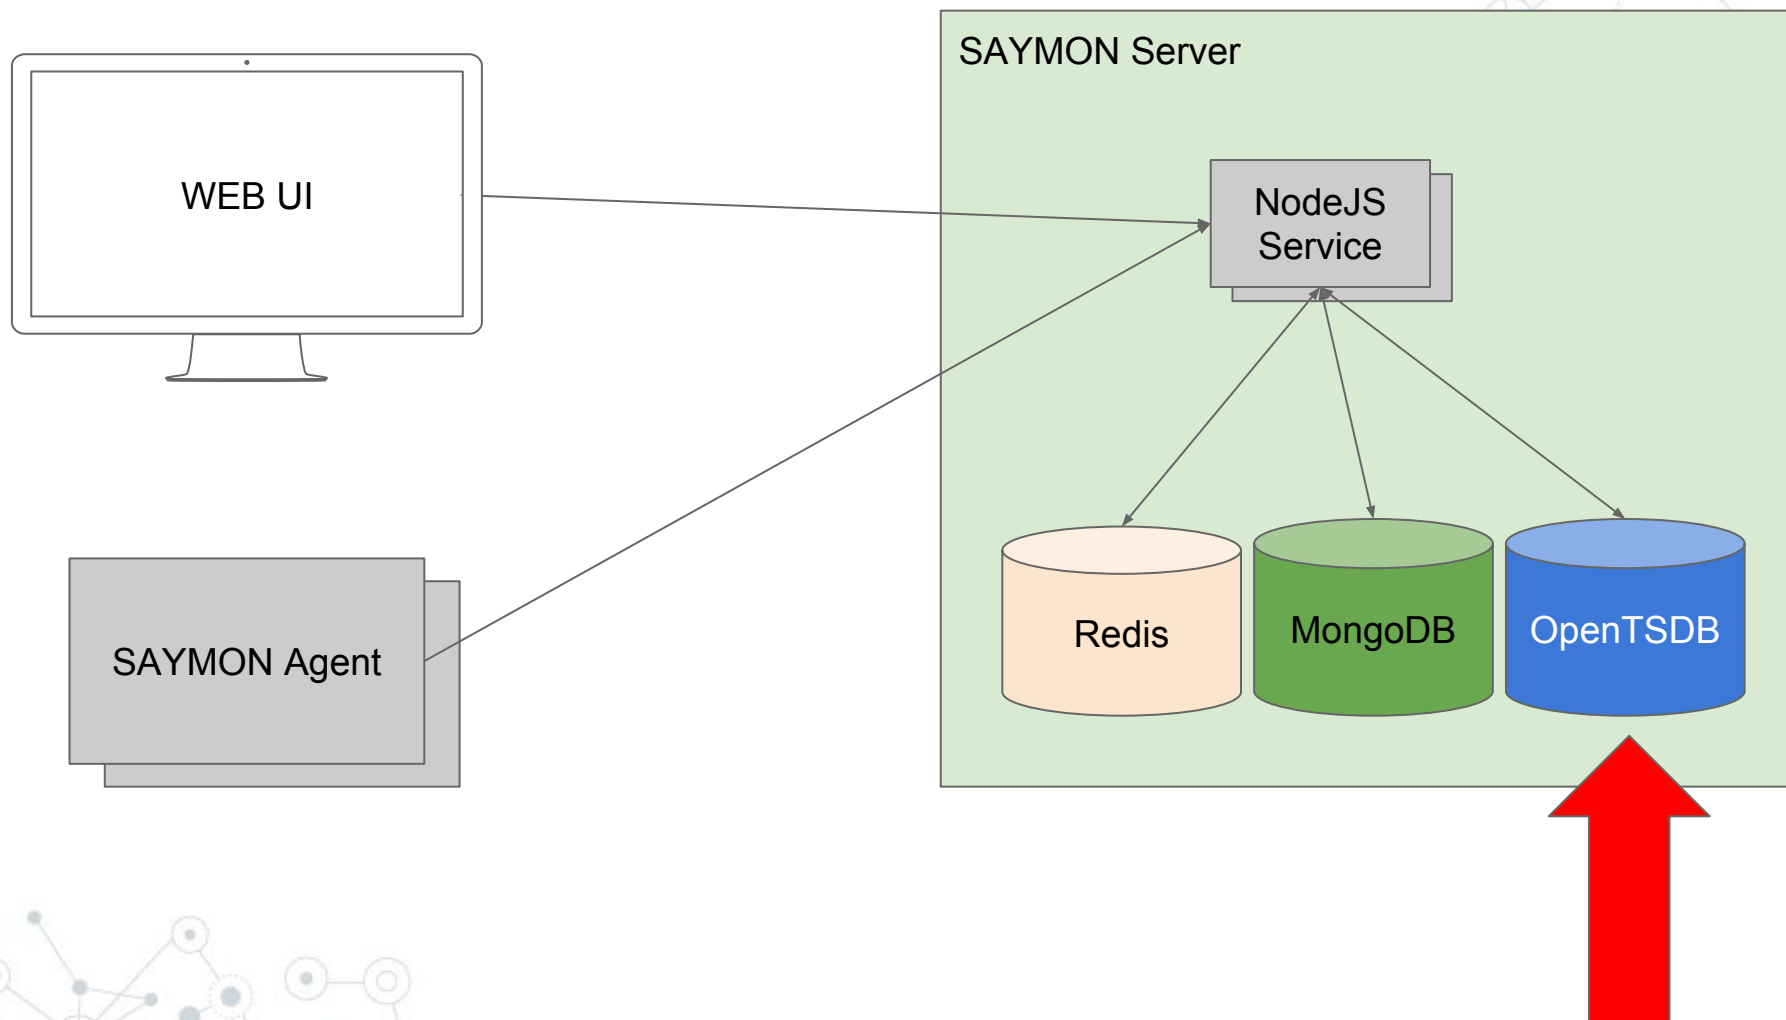 SAYMON Server
WEB UI
NodeJS
Service
SAYMON Agent
Redis
MongoDB
OpenTSDB